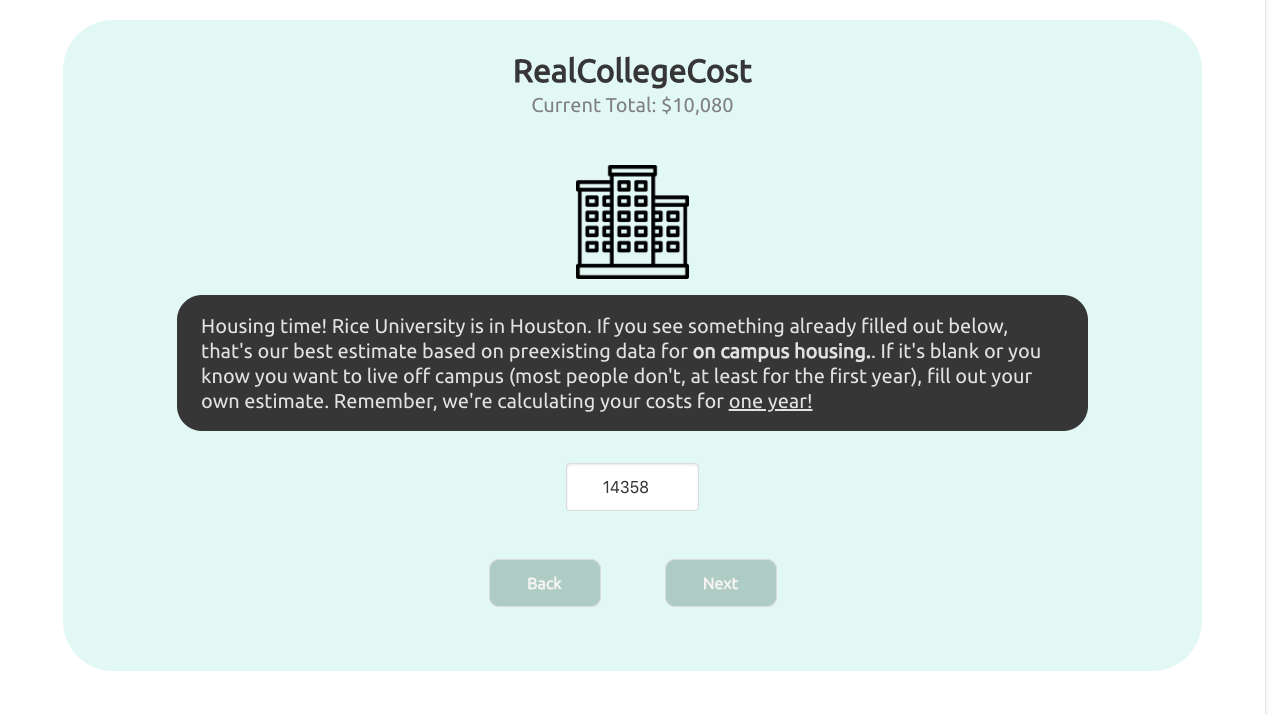 RealCollegeCost
Current Total: $10,080
Housing time! Rice University is in Houston. If you see something already filled out below,
that's our best estimate based on preexisting data for on campus housing.. If it's blank or you
know you want to live off campus (most people don't, at least for the first year), fill out your
own estimate. Remember, we're calculating your costs for one year!
14358
Back
Next